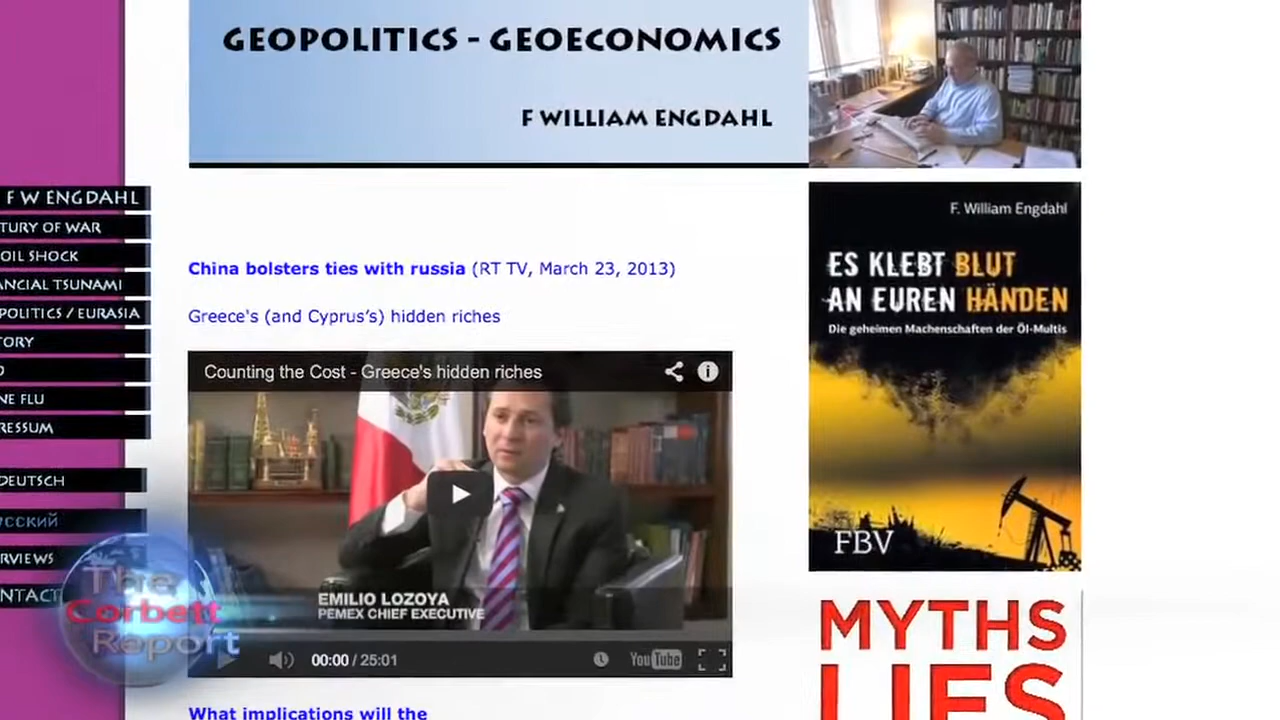 GEOPOLITICS - GEOECONOMICS
F WILLIAM ENGDAHL
F W ENGDAHL
TURY OF WAR
OIL SHOCK
ANCIAL TSUNAMI
POLITICS / EURASIA
TORY
O
NE FLU
RESSUM
DEUTSCH
УССКИЙ
RVIEWS
NTACT
China bolsters ties with russia (RT TV, March 23, 2013)
Greece's (and Cyprus's) hidden riches
Counting the Cost - Greece's hidden riches
EMILIO LOZOYA
PEMEX CHIEF EXECUTIVE
00:00 / 25:01
YouTube
What implications will the
F. William Engdahl
ES KLEBT BLUT
AN EUREN HÄNDEN
Die geheimen Machenschaften der Öl-Multis
FBV
MYTHS
LIES
The
Corbett
Report